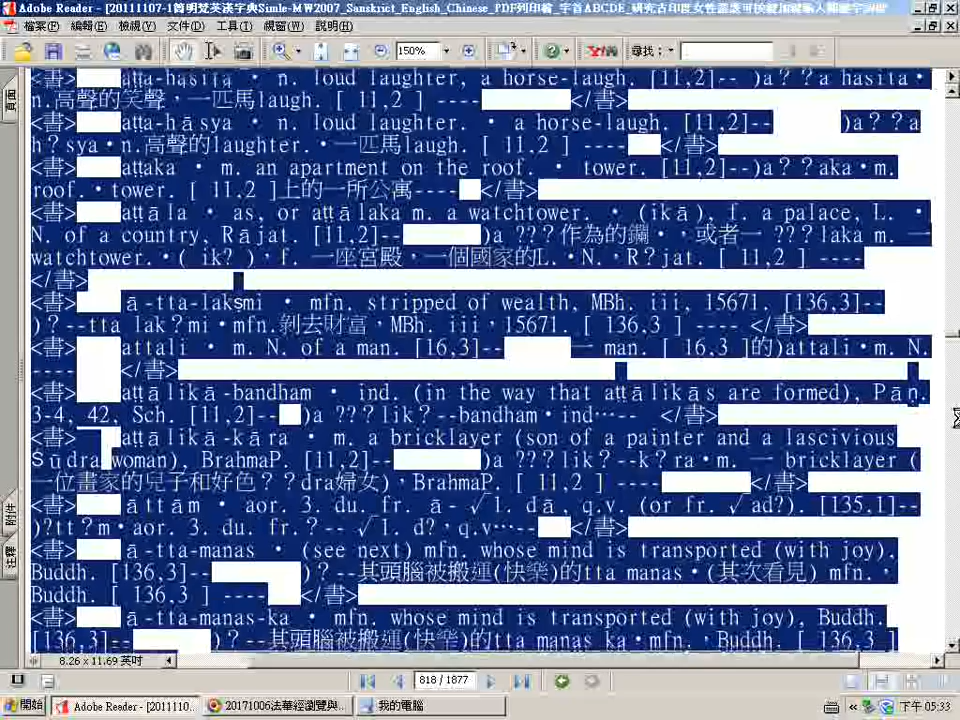 Adobe Reader - [20111107-1簡明梵英漢字典Simle-MW2007_Sanskrit_English_Chinese_PDF列印檔_字首ABCDE_研究古印度女性
檔案(F) 編輯(E) 檢視(V) 文件(D) 工具(T) 視窗(W) 說明(H)
150% 尋找：
頁面
附件
注釋
<書> aṭṭa-hasita • n. loud laughter, a horse-laugh. [11,2]-- )a？？a hasita•
n.高聲的笑聲，一匹馬laugh. [ 11,2 ] ---- </書>
<書> aṭṭa-hāsya • n. loud laughter. • a horse-laugh. [11,2]-- )a？？a
h？sya•n.高聲的laughter.•一匹馬laugh. [ 11.2 ] ---- </書>
<書> aṭṭaka • m. an apartment on the roof. • tower. [11,2]--)a？？aka•m.
roof.•tower. [ 11,2 ]上的一所公寓---- </書>
<書> aṭṭāla • as, or aṭṭālaka m. a watchtower. • (ikā), f. a palace, L. •
N. of a country, Rājat. [11,2]-- )a ???作為的鑭••或者一 ???laka m. 一
watchtower.•( ik? )，f. 一座宮殿，一個國家的L.•N.，R?jat. [ 11,2 ] ----
</書>
<書> ā-tta-lakṣmi • mfn. stripped of wealth, MBh. iii, 15671. [136,3]--
)？--tta lak?mi•mfn.剝去財富，MBh. iii，15671. [ 136.3 ] ---- </書>
<書> attali • m. N. of a man. [16,3]-- 一 man. [ 16,3 ]的)attali•m. N.
---- </書>
<書> aṭṭālikā-bandham • ind. (in the way that aṭṭālikās are formed), Pāṇ.
3-4, 42, Sch. [11,2]-- )a ???lik?--bandham•ind…-- </書>
<書> aṭṭālikā-kāra • m. a bricklayer (son of a painter and a lascivious
Śūdra woman), BrahmaP. [11,2]-- )a ???lik?--k?ra•m. 一 bricklayer (
一位畫家的兒子和好色？？dra婦女)，BrahmaP. [ 11,2 ] ---- </書>
<書> āttām • aor. 3. du. fr. ā-√1. dā, q.v. (or fr. √ad?). [135,1]--
)?tt?m•aor. 3. du. fr.?--√1. d?, q.v…-- </書>
<書> ā-tta-manas • (see next) mfn. whose mind is transported (with joy),
Buddh. [136,3]-- )？--其頭腦被搬運(快樂)的tta manas•(其次看見) mfn.，
Buddh. [ 136,3 ] ---- </書>
<書> ā-tta-manas-ka • mfn. whose mind is transported (with joy), Buddh.
[136,3]-- )？--其頭腦被搬運(快樂)的tta manas ka•mfn.，Buddh. [ 136,3 ]
8.26 x 11.69 英吋
818 / 1877
開始 Adobe Reader - [2011110... 20171006法華經瀏覽與... 我的電腦 下午 05:33